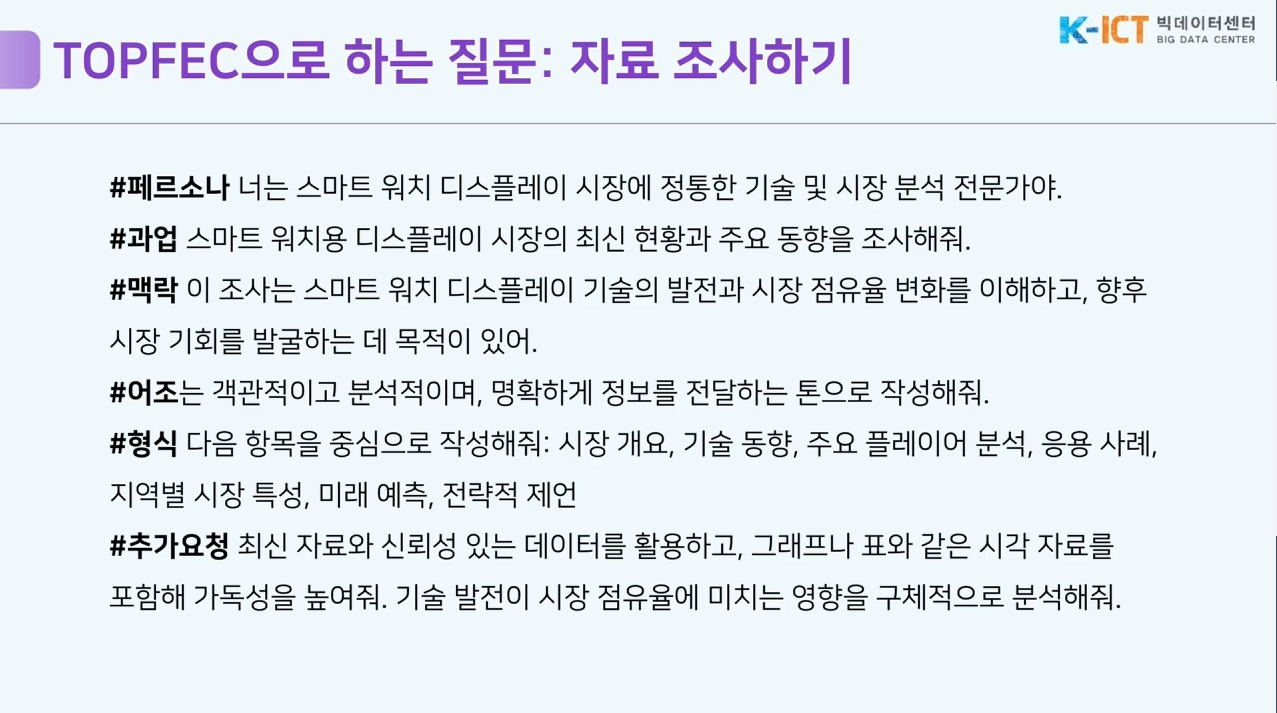 K-ICT 빅데이터센터
BIG DATA CENTER
TOPFEC으로 하는 질문: 자료 조사하기
#페르소나 너는 스마트 워치 디스플레이 시장에 정통한 기술 및 시장 분석 전문가야.
#과업 스마트 워치용 디스플레이 시장의 최신 현황과 주요 동향을 조사해줘.
#맥락 이 조사는 스마트 워치 디스플레이 기술의 발전과 시장 점유율 변화를 이해하고, 향후
시장 기회를 발굴하는 데 목적이 있어.
#어조는 객관적이고 분석적이며, 명확하게 정보를 전달하는 톤으로 작성해줘.
#형식 다음 항목을 중심으로 작성해줘: 시장 개요, 기술 동향, 주요 플레이어 분석, 응용 사례,
지역별 시장 특성, 미래 예측, 전략적 제언
#추가요청 최신 자료와 신뢰성 있는 데이터를 활용하고, 그래프나 표와 같은 시각 자료를
포함해 가독성을 높여줘. 기술 발전이 시장 점유율에 미치는 영향을 구체적으로 분석해줘.